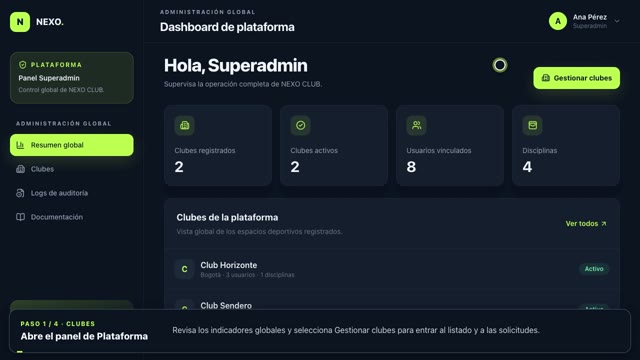 N NEXO.
PLATAFORMA
Panel Superadmin
Control global de NEXO CLUB.
ADMINISTRACIÓN GLOBAL
Resumen global
Clubes
Logs de auditoría
Documentación
ADMINISTRACIÓN GLOBAL
Dashboard de plataforma
A Ana Pérez
Superadmin
Hola, Superadmin
Supervisa la operación completa de NEXO CLUB.
Gestionar clubes
Clubes registrados
2
Clubes activos
2
Usuarios vinculados
8
Disciplinas
4
Clubes de la plataforma
Vista global de los espacios deportivos registrados.
Ver todos
C Club Horizonte
Bogotá · 3 usuarios · 1 disciplinas
Activo
C Club Sendero
Activo
PASO 1 / 4 · CLUBES
Abre el panel de Plataforma
Revisa los indicadores globales y selecciona Gestionar clubes para entrar al listado y a las solicitudes.